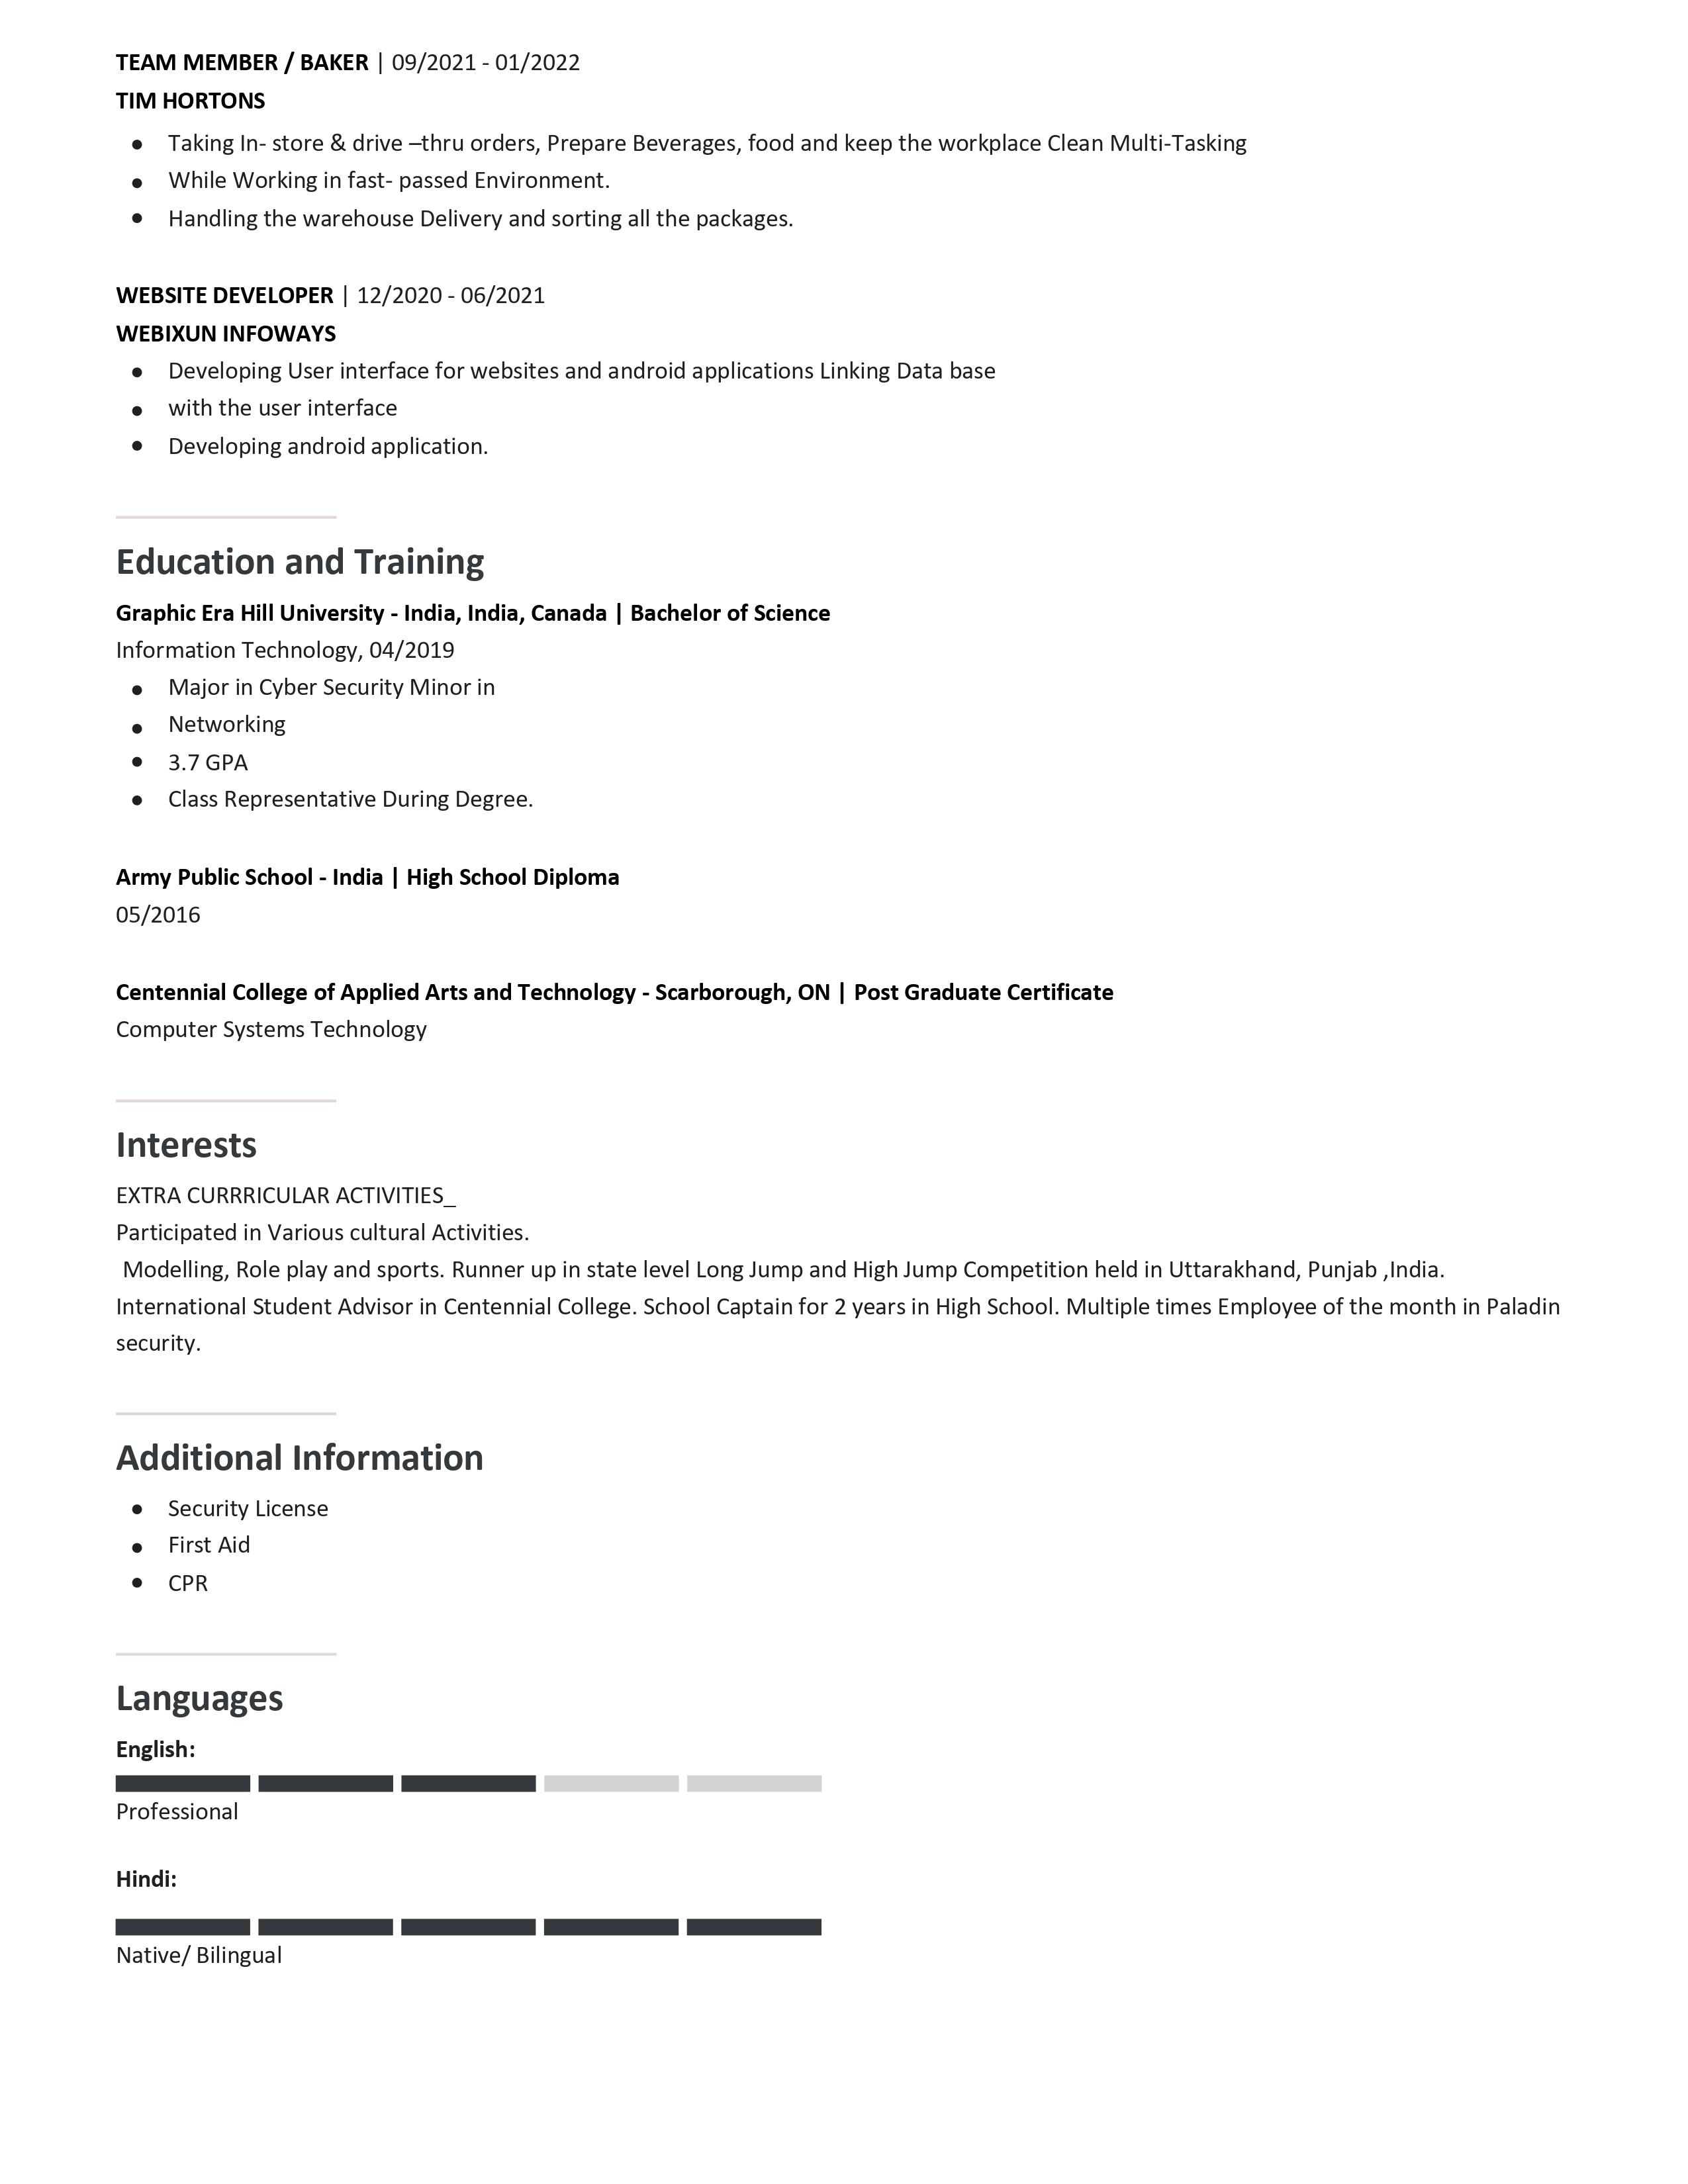 TEAM MEMBER / BAKER | 09/2021 - 01/2022
TIM HORTONS
• Taking In- store & drive –thru orders, Prepare Beverages, food and keep the workplace Clean Multi-Tasking
• While Working in fast- passed Environment.
• Handling the warehouse Delivery and sorting all the packages.
WEBSITE DEVELOPER | 12/2020 - 06/2021
WEBIXUN INFOWAYS
• Developing User interface for websites and android applications Linking Data base
• with the user interface
• Developing android application.
Education and Training
Graphic Era Hill University - India, India, Canada | Bachelor of Science
Information Technology, 04/2019
• Major in Cyber Security Minor in
• Networking
• 3.7 GPA
• Class Representative During Degree.
Army Public School - India | High School Diploma
05/2016
Centennial College of Applied Arts and Technology - Scarborough, ON | Post Graduate Certificate
Computer Systems Technology
Interests
EXTRA CURRRICULAR ACTIVITIES_
Participated in Various cultural Activities.
Modelling, Role play and sports. Runner up in state level Long Jump and High Jump Competition held in Uttarakhand, Punjab ,India.
International Student Advisor in Centennial College. School Captain for 2 years in High School. Multiple times Employee of the month in Paladin
security.
Additional Information
• Security License
• First Aid
• CPR
Languages
English:
Professional
Hindi:
Native/ Bilingual